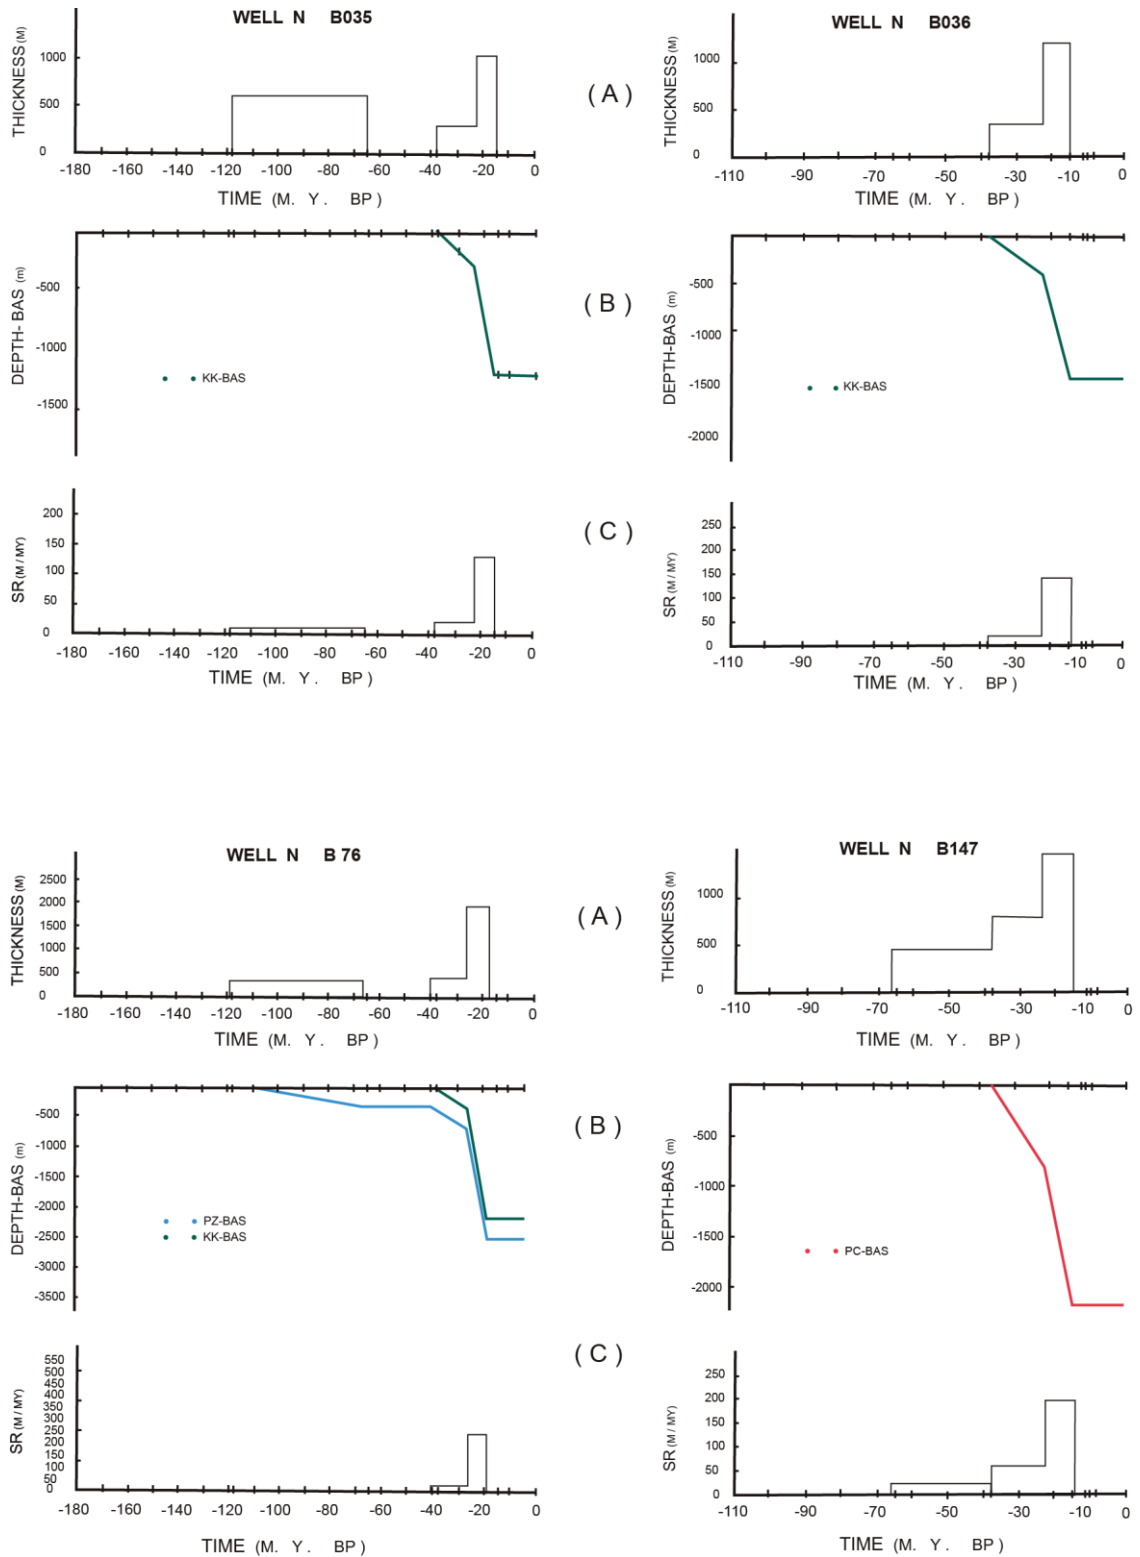 WELL N B035
THICKNESS (M)
1000
500
0
-180 -160 -140 -120 -100 -80 -60 -40 -20 0
TIME (M. Y. BP)
( A )
WELL N B036
THICKNESS (M)
1000
500
0
-110 -90 -70 -50 -30 -10 0
TIME (M. Y. BP)
DEPTH- BAS (m)
-500
-1000
-1500
KK-BAS
( B )
DEPTH-BAS (m)
-500
-1000
-1500
-2000
KK-BAS
SR (M / MY)
200
150
100
50
0
-180 -160 -140 -120 -100 -80 -60 -40 -20 0
TIME (M. Y. BP)
( C )
SR (M / MY)
250
200
150
100
50
0
-110 -90 -70 -50 -30 -10 0
TIME (M. Y. BP)
WELL N B 76
THICKNESS (M)
2500
2000
1500
1000
500
0
-180 -160 -140 -120 -100 -80 -60 -40 -20 0
TIME (M. Y. BP)
( A )
WELL N B147
THICKNESS (M)
1000
500
0
-110 -90 -70 -50 -30 -10 0
TIME (M. Y. BP)
DEPTH-BAS (m)
-500
-1000
-1500
-2000
-2500
-3000
-3500
PZ-BAS
KK-BAS
( B )
DEPTH-BAS (m)
-500
-1000
-1500
-2000
PC-BAS
SR (M / MY)
550
500
450
400
350
300
250
200
150
100
50
0
-180 -160 -140 -120 -100 -80 -60 -40 -20 0
TIME (M. Y. BP)
( C )
SR (M / MY)
250
200
150
100
50
0
-110 -90 -70 -50 -30 -10 0
TIME (M. Y. BP)